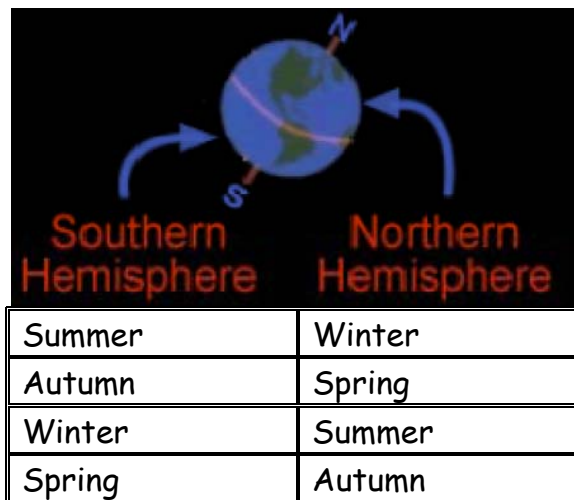 N
S
Southern
Hemisphere
Northern
Hemisphere
Summer Winter
Autumn Spring
Winter Summer
Spring Autumn